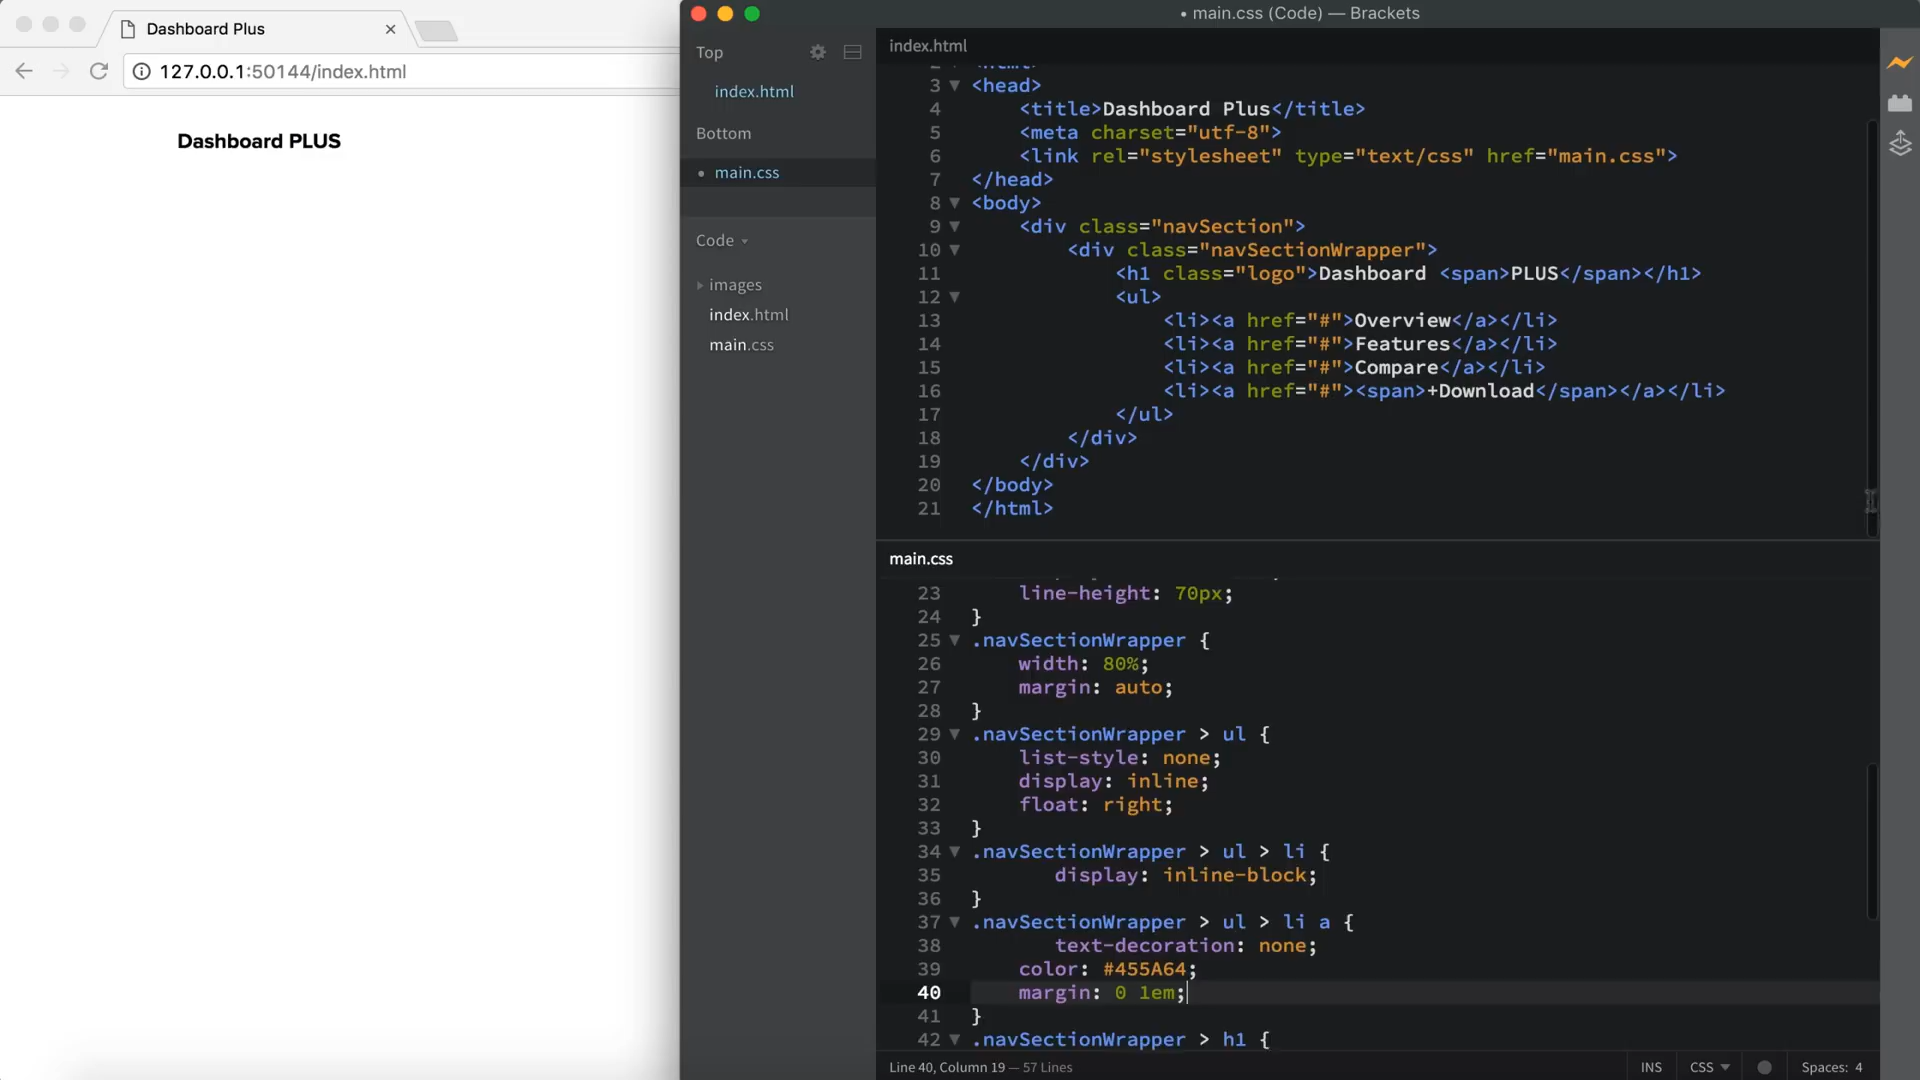 Dashboard Plus
127.0.0.1:50144/index.html
Dashboard PLUS
• main.css (Code) — Brackets
Top
index.html
Bottom
• main.css
Code
images
index.html
main.css
index.html
3 <head>
4 <title>Dashboard Plus</title>
5 <meta charset="utf-8">
6 <link rel="stylesheet" type="text/css" href="main.css">
7 </head>
8 <body>
9 <div class="navSection">
10 <div class="navSectionWrapper">
11 <h1 class="logo">Dashboard <span>PLUS</span></h1>
12 <ul>
13 <li><a href="#">Overview</a></li>
14 <li><a href="#">Features</a></li>
15 <li><a href="#">Compare</a></li>
16 <li><a href="#"><span>+Download</span></a></li>
17 </ul>
18 </div>
19 </div>
20 </body>
21 </html>
main.css
23 line-height: 70px;
24 }
25 .navSectionWrapper {
26 width: 80%;
27 margin: auto;
28 }
29 .navSectionWrapper > ul {
30 list-style: none;
31 display: inline;
32 float: right;
33 }
34 .navSectionWrapper > ul > li {
35 display: inline-block;
36 }
37 .navSectionWrapper > ul > li a {
38 text-decoration: none;
39 color: #455A64;
40 margin: 0 1em;
41 }
42 .navSectionWrapper > h1 {
Line 40, Column 19 — 57 Lines
INS
CSS
Spaces: 4